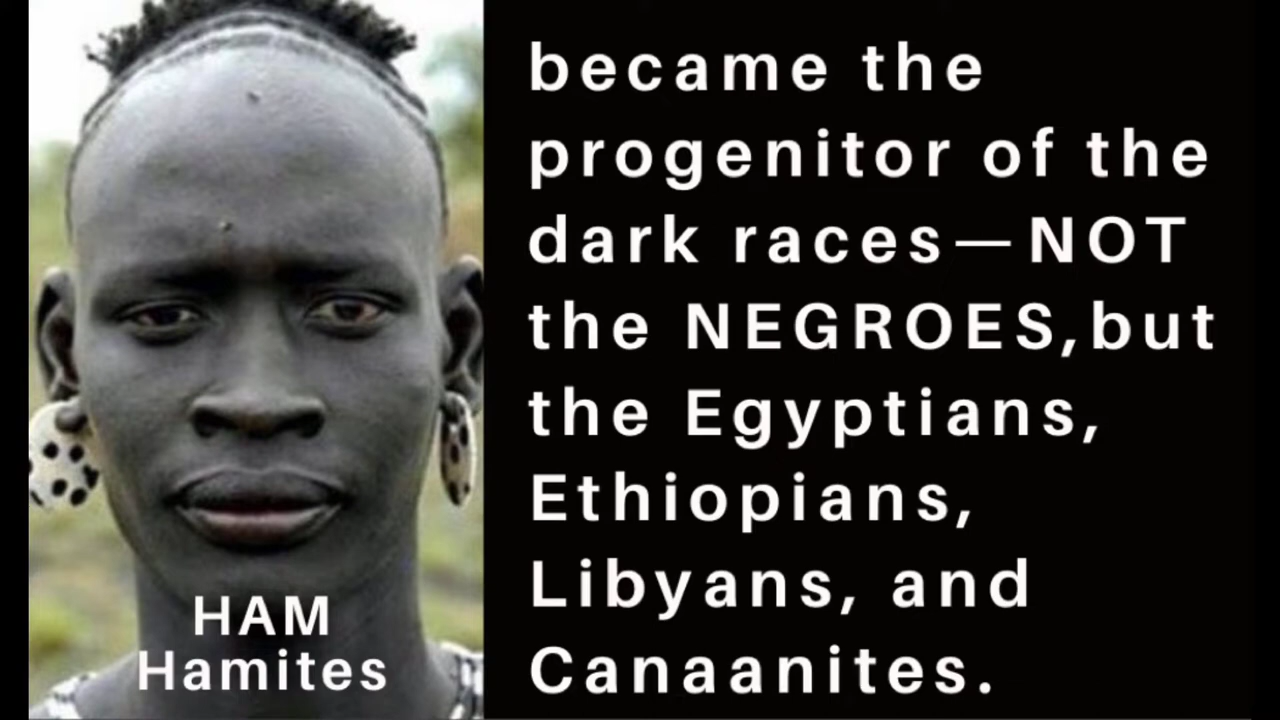 HAM
Hamites
became the
progenitor of the
dark races—NOT
the NEGROES,but
the Egyptians,
Ethiopians,
Libyans, and
Canaanites.